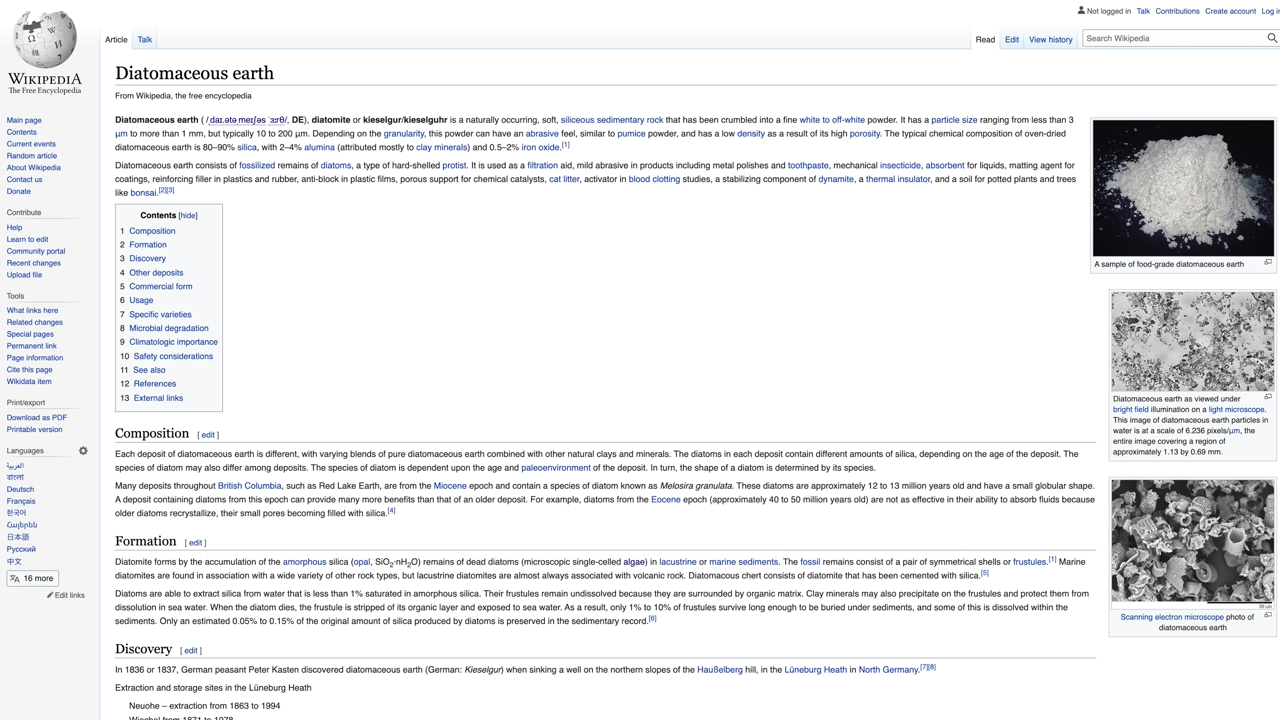 Not logged in Talk Contributions Create account Log in
Article Talk Read Edit View history Search Wikipedia
WIKIPEDIA
The Free Encyclopedia
Main page
Contents
Current events
Random article
About Wikipedia
Contact us
Donate
Contribute
Help
Learn to edit
Community portal
Recent changes
Upload file
Tools
What links here
Related changes
Special pages
Permanent link
Page information
Cite this page
Wikidata item
Print/export
Download as PDF
Printable version
Languages
العربية
বাংলা
Deutsch
Español
Français
한국어
Հայերեն
日本語
Русский
中文
16 more
Edit links
Diatomaceous earth
From Wikipedia, the free encyclopedia
Diatomaceous earth ( /ˌdaɪ.ətəˌmeɪʃəs ˈɜːrθ/, DE), diatomite or kieselgur/kieselguhr is a naturally occurring, soft, siliceous sedimentary rock that has been crumbled into a fine white to off-white powder. It has a particle size ranging from less than 3
μm to more than 1 mm, but typically 10 to 200 μm. Depending on the granularity, this powder can have an abrasive feel, similar to pumice powder, and has a low density as a result of its high porosity. The typical chemical composition of oven-dried
diatomaceous earth is 80–90% silica, with 2–4% alumina (attributed mostly to clay minerals) and 0.5–2% iron oxide.[1]
Diatomaceous earth consists of fossilized remains of diatoms, a type of hard-shelled protist. It is used as a filtration aid, mild abrasive in products including metal polishes and toothpaste, mechanical insecticide, absorbent for liquids, matting agent for
coatings, reinforcing filler in plastics and rubber, anti-block in plastic films, porous support for chemical catalysts, cat litter, activator in blood clotting studies, a stabilizing component of dynamite, a thermal insulator, and a soil for potted plants and trees
like bonsai.[2][3]
Contents [hide]
1 Composition
2 Formation
3 Discovery
4 Other deposits
5 Commercial form
6 Usage
7 Specific varieties
8 Microbial degradation
9 Climatologic importance
10 Safety considerations
11 See also
12 References
13 External links
A sample of food-grade diatomaceous earth
Diatomaceous earth as viewed under
bright field illumination on a light microscope.
This image of diatomaceous earth particles in
water is at a scale of 6.236 pixels/μm, the
entire image covering a region of
approximately 1.13 by 0.69 mm.
Scanning electron microscope photo of
diatomaceous earth
Composition [ edit ]
Each deposit of diatomaceous earth is different, with varying blends of pure diatomaceous earth combined with other natural clays and minerals. The diatoms in each deposit contain different amounts of silica, depending on the age of the deposit. The
species of diatom may also differ among deposits. The species of diatom is dependent upon the age and paleoenvironment of the deposit. In turn, the shape of a diatom is determined by its species.
Many deposits throughout British Columbia, such as Red Lake Earth, are from the Miocene epoch and contain a species of diatom known as Melosira granulata. These diatoms are approximately 12 to 13 million years old and have a small globular shape.
A deposit containing diatoms from this epoch can provide many more benefits than that of an older deposit. For example, diatoms from the Eocene epoch (approximately 40 to 50 million years old) are not as effective in their ability to absorb fluids because
older diatoms recrystallize, their small pores becoming filled with silica.[4]
Formation [ edit ]
Diatomite forms by the accumulation of the amorphous silica (opal, SiO2·nH2O) remains of dead diatoms (microscopic single-celled algae) in lacustrine or marine sediments. The fossil remains consist of a pair of symmetrical shells or frustules.[1] Marine
diatomites are found in association with a wide variety of other rock types, but lacustrine diatomites are almost always associated with volcanic rock. Diatomaceous chert consists of diatomite that has been cemented with silica.[5]
Diatoms are able to extract silica from water that is less than 1% saturated in amorphous silica. Their frustules remain undissolved because they are surrounded by organic matrix. Clay minerals may also precipitate on the frustules and protect them from
dissolution in sea water. When the diatom dies, the frustule is stripped of its organic layer and exposed to sea water. As a result, only 1% to 10% of frustules survive long enough to be buried under sediments, and some of this is dissolved within the
sediments. Only an estimated 0.05% to 0.15% of the original amount of silica produced by diatoms is preserved in the sedimentary record.[6]
Discovery [ edit ]
In 1836 or 1837, German peasant Peter Kasten discovered diatomaceous earth (German: Kieselgur) when sinking a well on the northern slopes of the Haußelberg hill, in the Lüneburg Heath in North Germany.[7][8]
Extraction and storage sites in the Lüneburg Heath
Neuohe – extraction from 1863 to 1994
Wiechel from 1871 to 1978